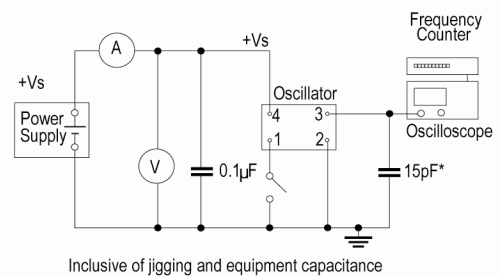 Frequency
Counter
A
+Vs
+Vs
Oscillator
Power
Supply
4
3
1
2
Oscilloscope
V
0.1µF
15pF*
Inclusive of jigging and equipment capacitance